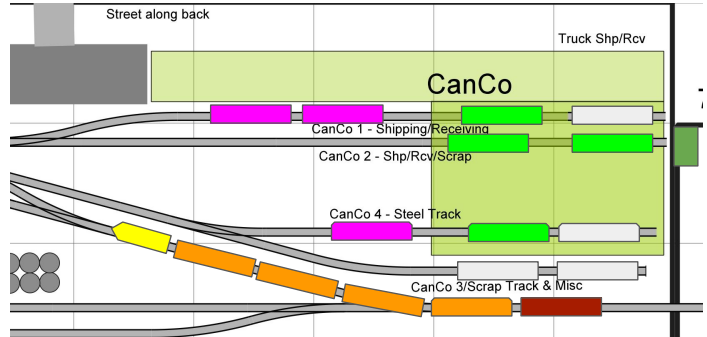 Street along back
Truck Shp/Rcv
CanCo
7
CanCo 1 - Shipping/Receiving
CanCo 2 - Shp/Rcv/Scrap
CanCo 4 - Steel Track
CanCo 3/Scrap Track & Misc